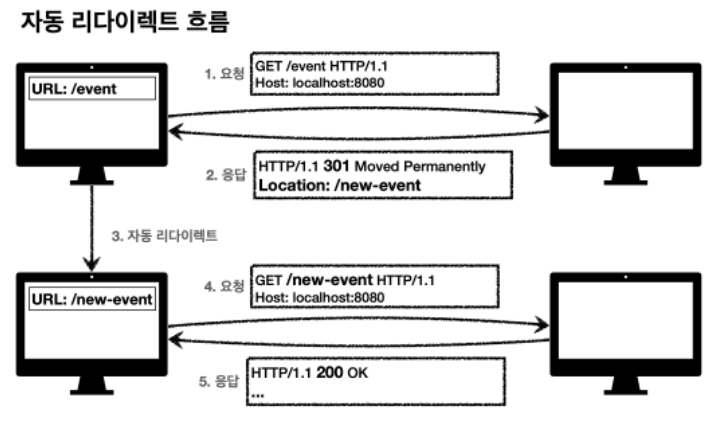 자동 리다이렉트 흐름
URL: /event
1. 요청
GET /event HTTP/1.1
Host: localhost:8080
2. 응답
HTTP/1.1 301 Moved Permanently
Location: /new-event
3. 자동 리다이렉트
URL: /new-event
4. 요청
GET /new-event HTTP/1.1
Host: localhost:8080
5. 응답
HTTP/1.1 200 OK
...